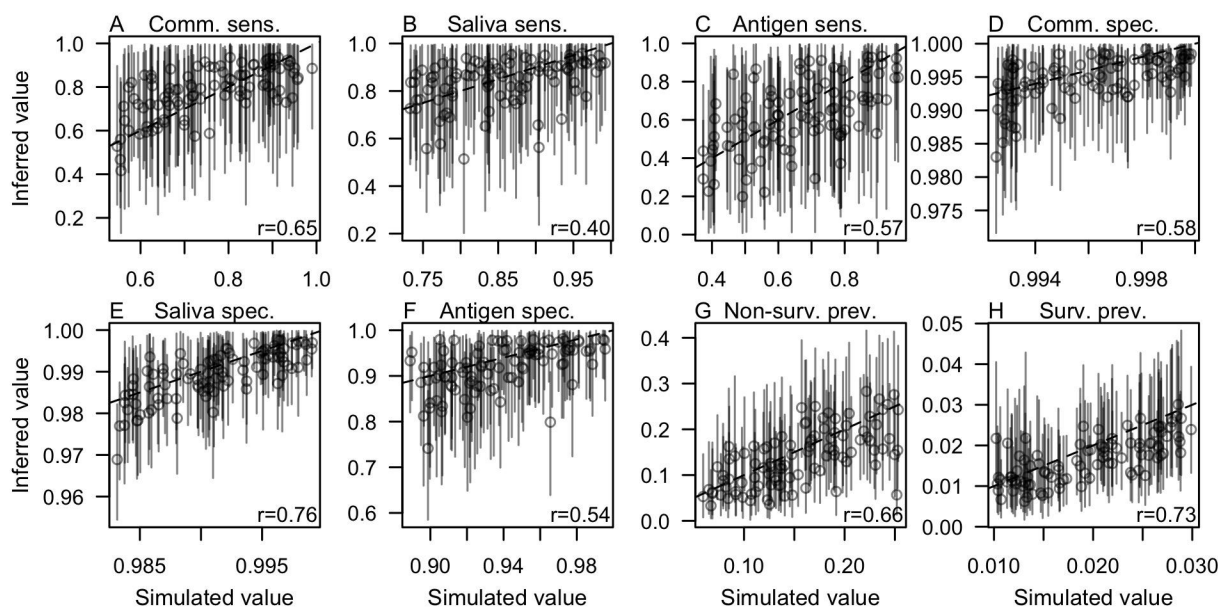 A Comm. sens.
B Saliva sens.
C Antigen sens.
D Comm. spec.
Inferred value
1.0
0.8
0.6
0.4
0.2
r=0.65
0.6
0.8
1.0
1.0
0.8
0.6
0.4
0.2
r=0.40
0.75
0.85
0.95
1.0
0.8
0.6
0.4
0.2
0.0
r=0.57
0.4
0.6
0.8
1.000
0.995
0.990
0.985
0.980
0.975
r=0.58
0.994
0.998
E Saliva spec.
F Antigen spec.
G Non-surv. prev.
H Surv. prev.
Inferred value
1.00
0.99
0.98
0.97
0.96
r=0.76
0.985
0.995
Simulated value
1.0
0.9
0.8
0.7
0.6
r=0.54
0.90
0.94
0.98
Simulated value
0.4
0.3
0.2
0.1
0.0
r=0.66
0.10
0.20
Simulated value
0.05
0.04
0.03
0.02
0.01
0.00
r=0.73
0.010
0.020
0.030
Simulated value